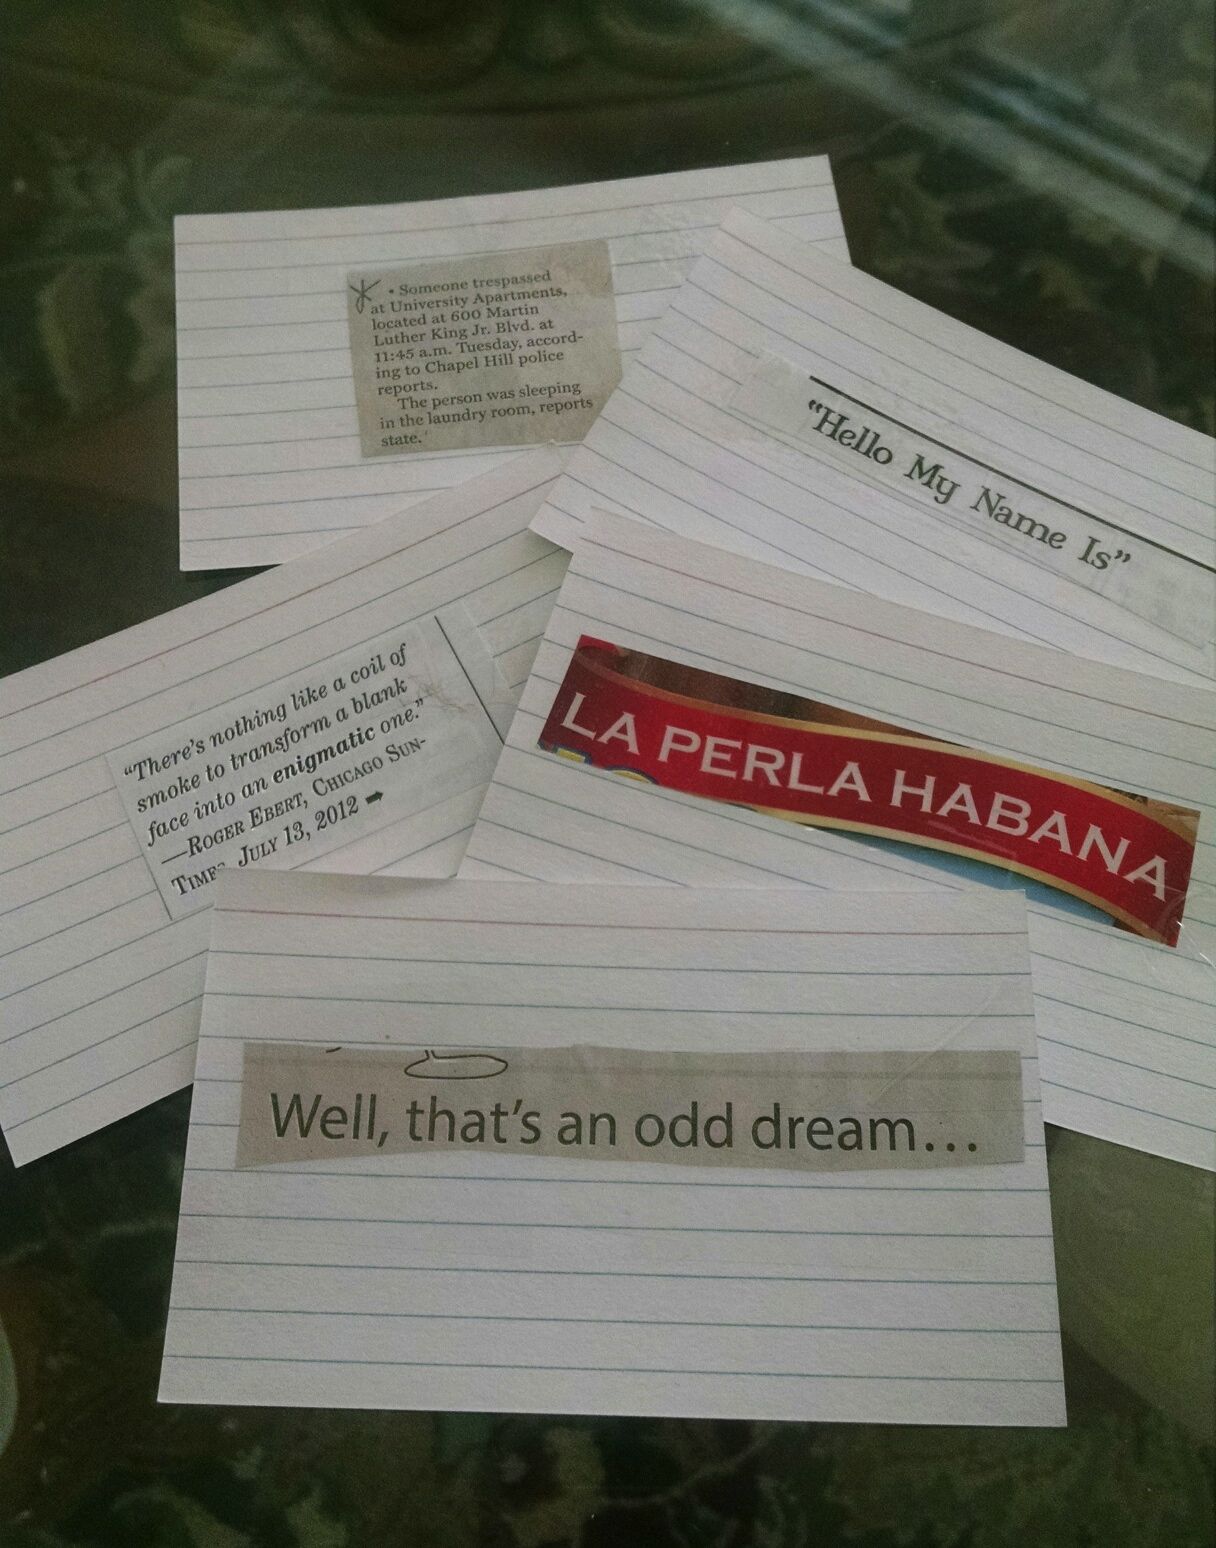 • Someone trespassed
at University Apartments,
located at 600 Martin
Luther King Jr. Blvd. at
11:45 a.m. Tuesday, accord-
ing to Chapel Hill police
reports.
The person was sleeping
in the laundry room, reports
state.
"Hello My Name Is"
"There's nothing like a coil of
smoke to transform a blank
face into an enigmatic one."
—ROGER EBERT, CHICAGO SUN-
TIMES, JULY 13, 2012 ➡
LA PERLA HABANA
Well, that's an odd dream...